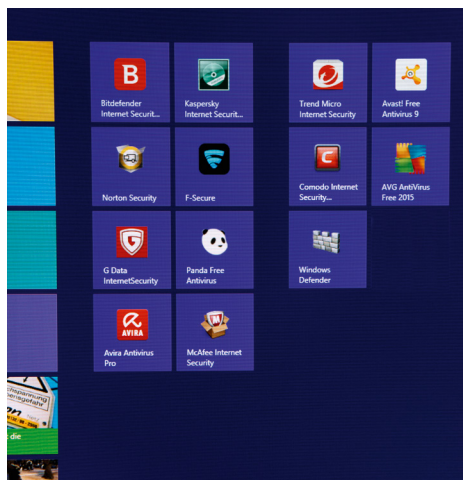 Bitdefender
Internet Securit...
Kaspersky
Internet Securit...
Trend Micro
Internet Security
Avast! Free
Antivirus 9
Norton Security
F-Secure
Comodo Internet
Security...
AVG AntiVirus
Free 2015
G Data
InternetSecurity
Panda Free
Antivirus
Windows
Defender
AVIRA
Avira Antivirus
Pro
McAfee Internet
Security
chspannung
ensgefahr
t die